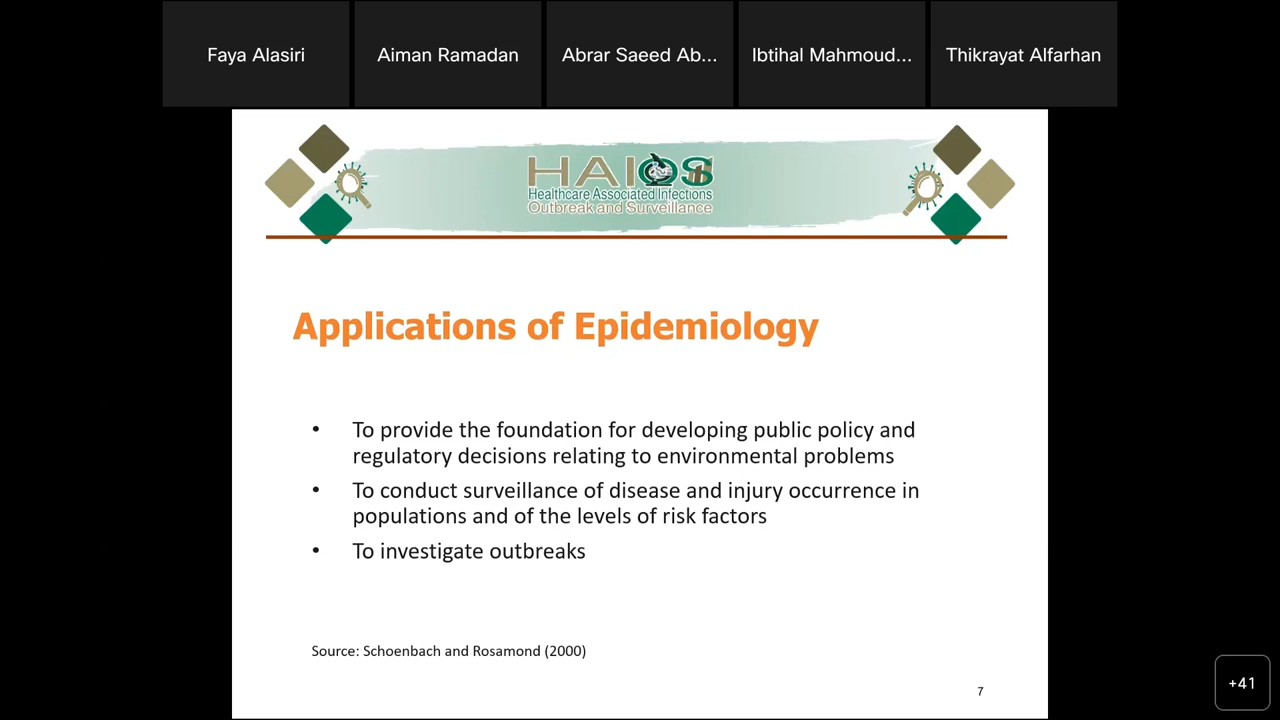 Faya Alasiri
Aiman Ramadan
Abrar Saeed Ab...
Ibtihal Mahmoud...
Thikrayat Alfarhan
HAIOS
Healthcare Associated Infections
Outbreak and Surveillance
Applications of Epidemiology
• To provide the foundation for developing public policy and
regulatory decisions relating to environmental problems
• To conduct surveillance of disease and injury occurrence in
populations and of the levels of risk factors
• To investigate outbreaks
Source: Schoenbach and Rosamond (2000)
7
+41